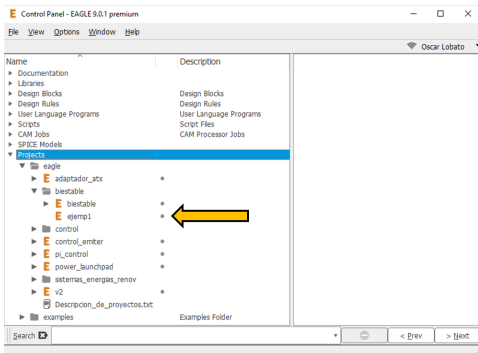 Control Panel - EAGLE 9.0.1 premium
File View Options Window Help
Oscar Lobato
Name Description
Documentation
Libraries
Design Blocks Design Blocks
Design Rules Design Rules
User Language Programs User Language Programs
Scripts Script Files
CAM Jobs CAM Processor Jobs
SPICE Models
Projects
eagle
adaptador_atx
biestable
biestable
ejemp1
control
control_emter
pi_control
power_launchpad
sistemas_energias_renov
v2
Descripcion_de_proyectos.txt
examples Examples Folder
Search < Prev > Next